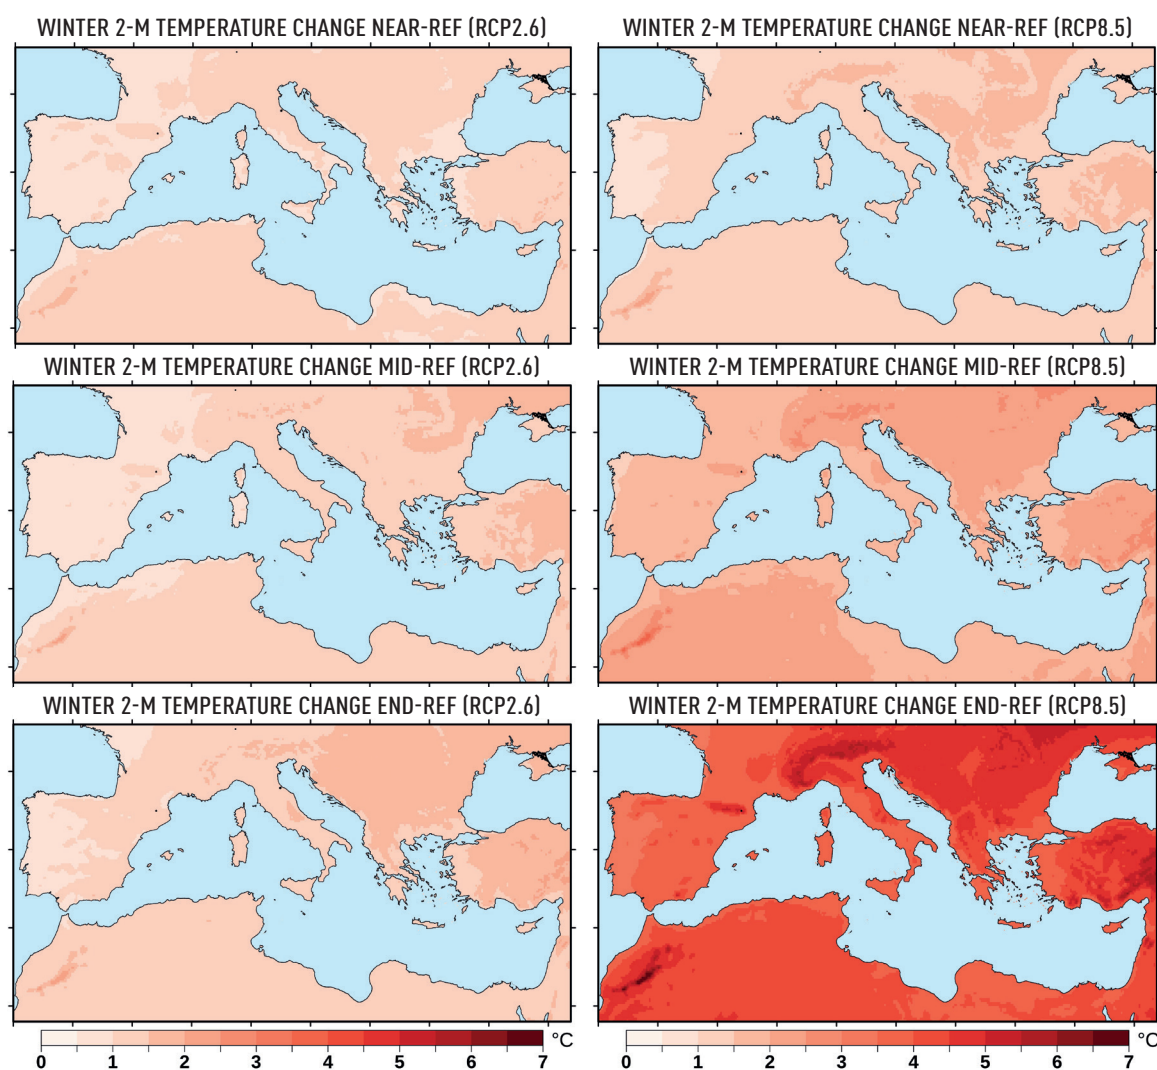 WINTER 2-M TEMPERATURE CHANGE NEAR-REF (RCP2.6)
WINTER 2-M TEMPERATURE CHANGE NEAR-REF (RCP8.5)
WINTER 2-M TEMPERATURE CHANGE MID-REF (RCP2.6)
WINTER 2-M TEMPERATURE CHANGE MID-REF (RCP8.5)
WINTER 2-M TEMPERATURE CHANGE END-REF (RCP2.6)
WINTER 2-M TEMPERATURE CHANGE END-REF (RCP8.5)
0 1 2 3 4 5 6 7 °C
0 1 2 3 4 5 6 7 °C